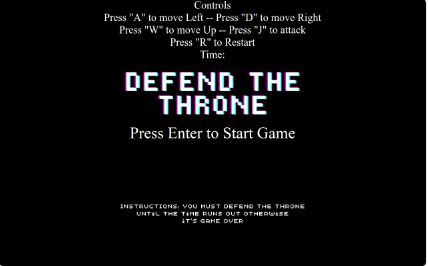 Controls
Press "A" to move Left -- Press "D" to move Right
Press "W" to move Up -- Press "J" to attack
Press "R" to Restart
Time:
DEFEND THE
THRONE
Press Enter to Start Game
INSTRUCTIONS: YOU MUST DEFEND THE THRONE
UNTIL THE TIME RUNS OUT OTHERWISE
IT'S GAME OVER